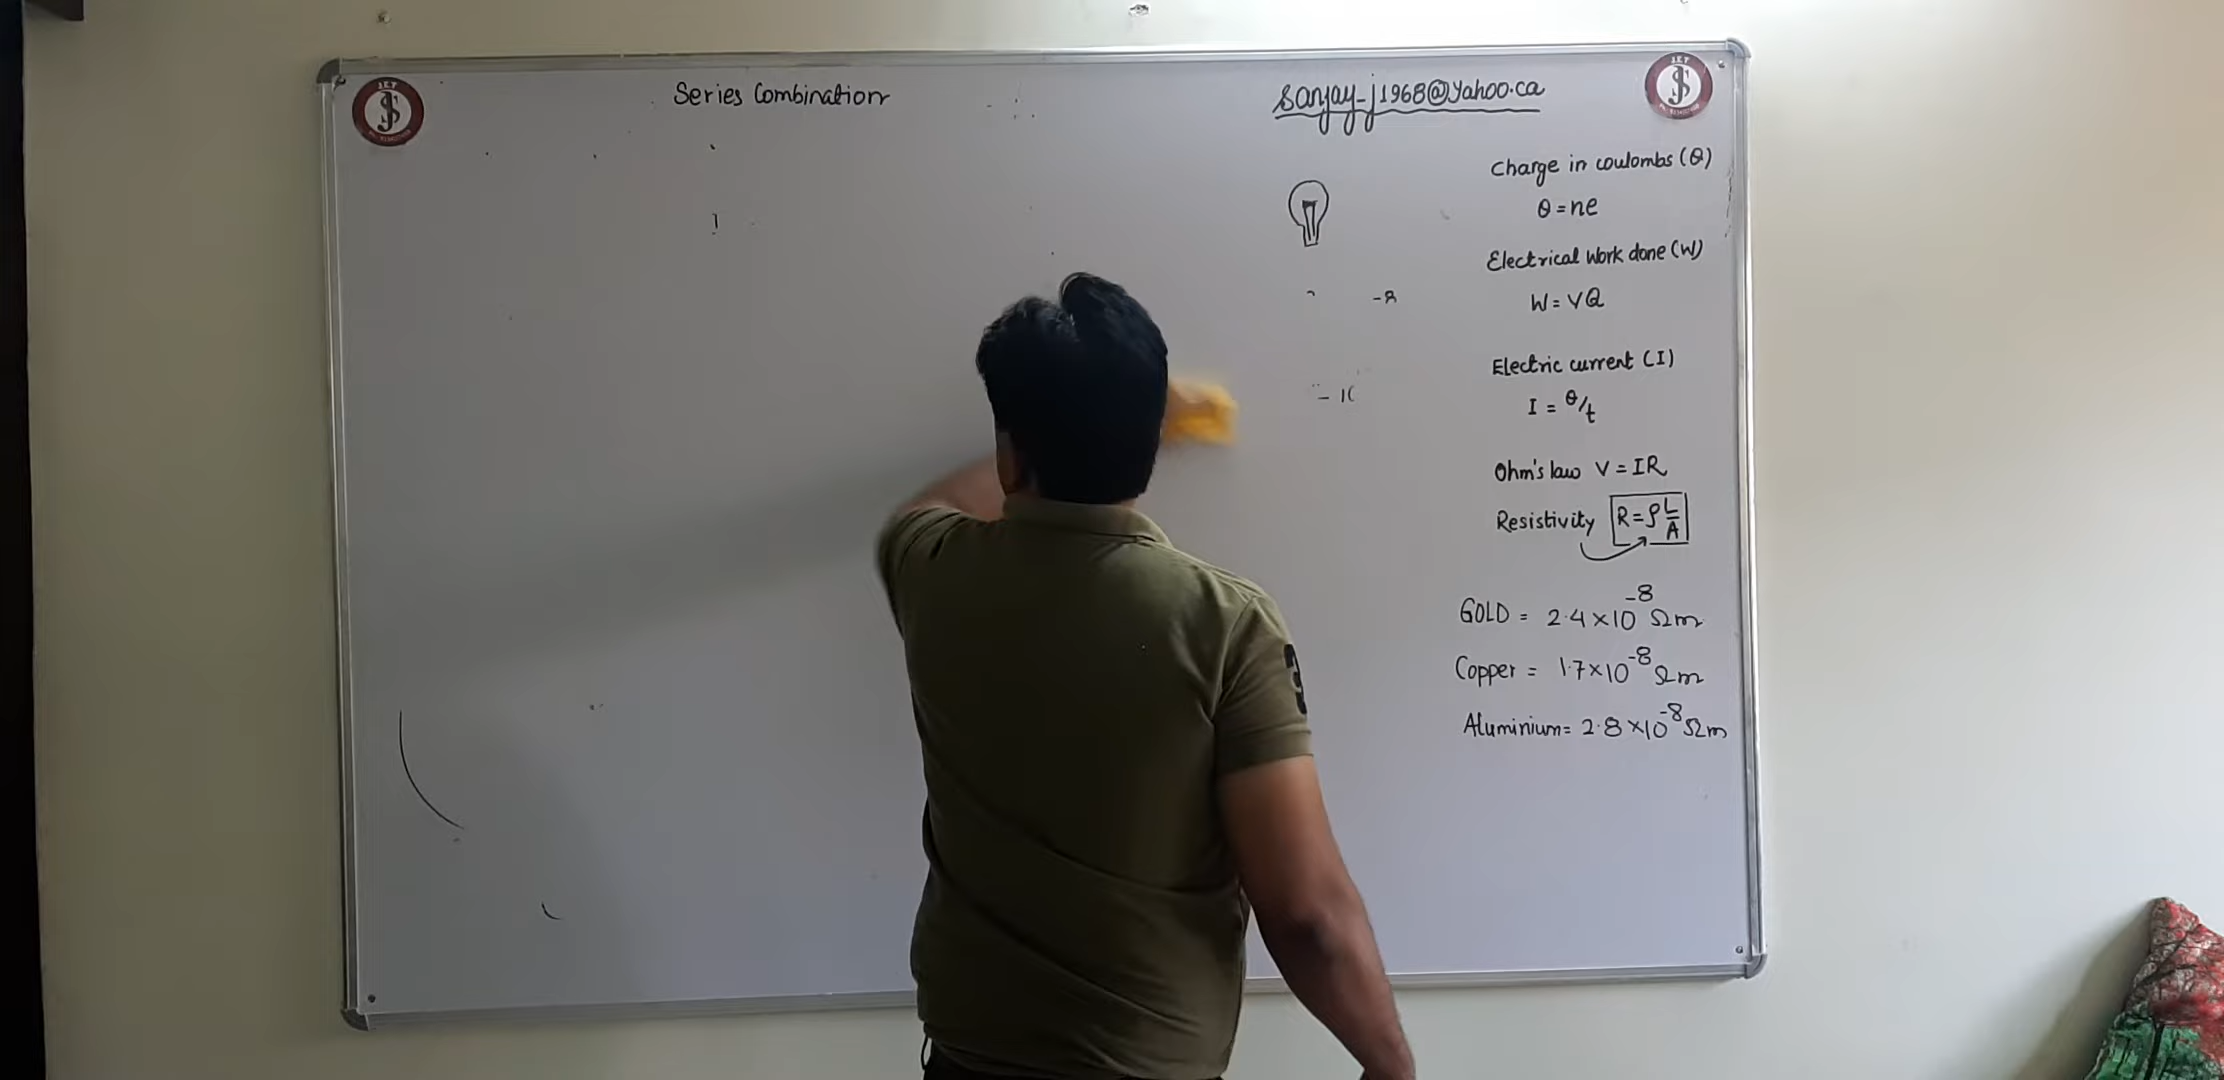 Series Combination
sanjay-j1968@yahoo.ca
J.E.T
J.E.T
Charge in coulombs (Q)
Q = ne
Electrical work done (W)
W = VQ
-8
Electric current (I)
I = Q/t
Ohm's law V = IR
Resistivity R = ρ L/A
GOLD = 2.4 × 10⁻⁸ Ωm
Copper = 1.7 × 10⁻⁸ Ωm
Aluminium = 2.8 × 10⁻⁸ Ωm
3